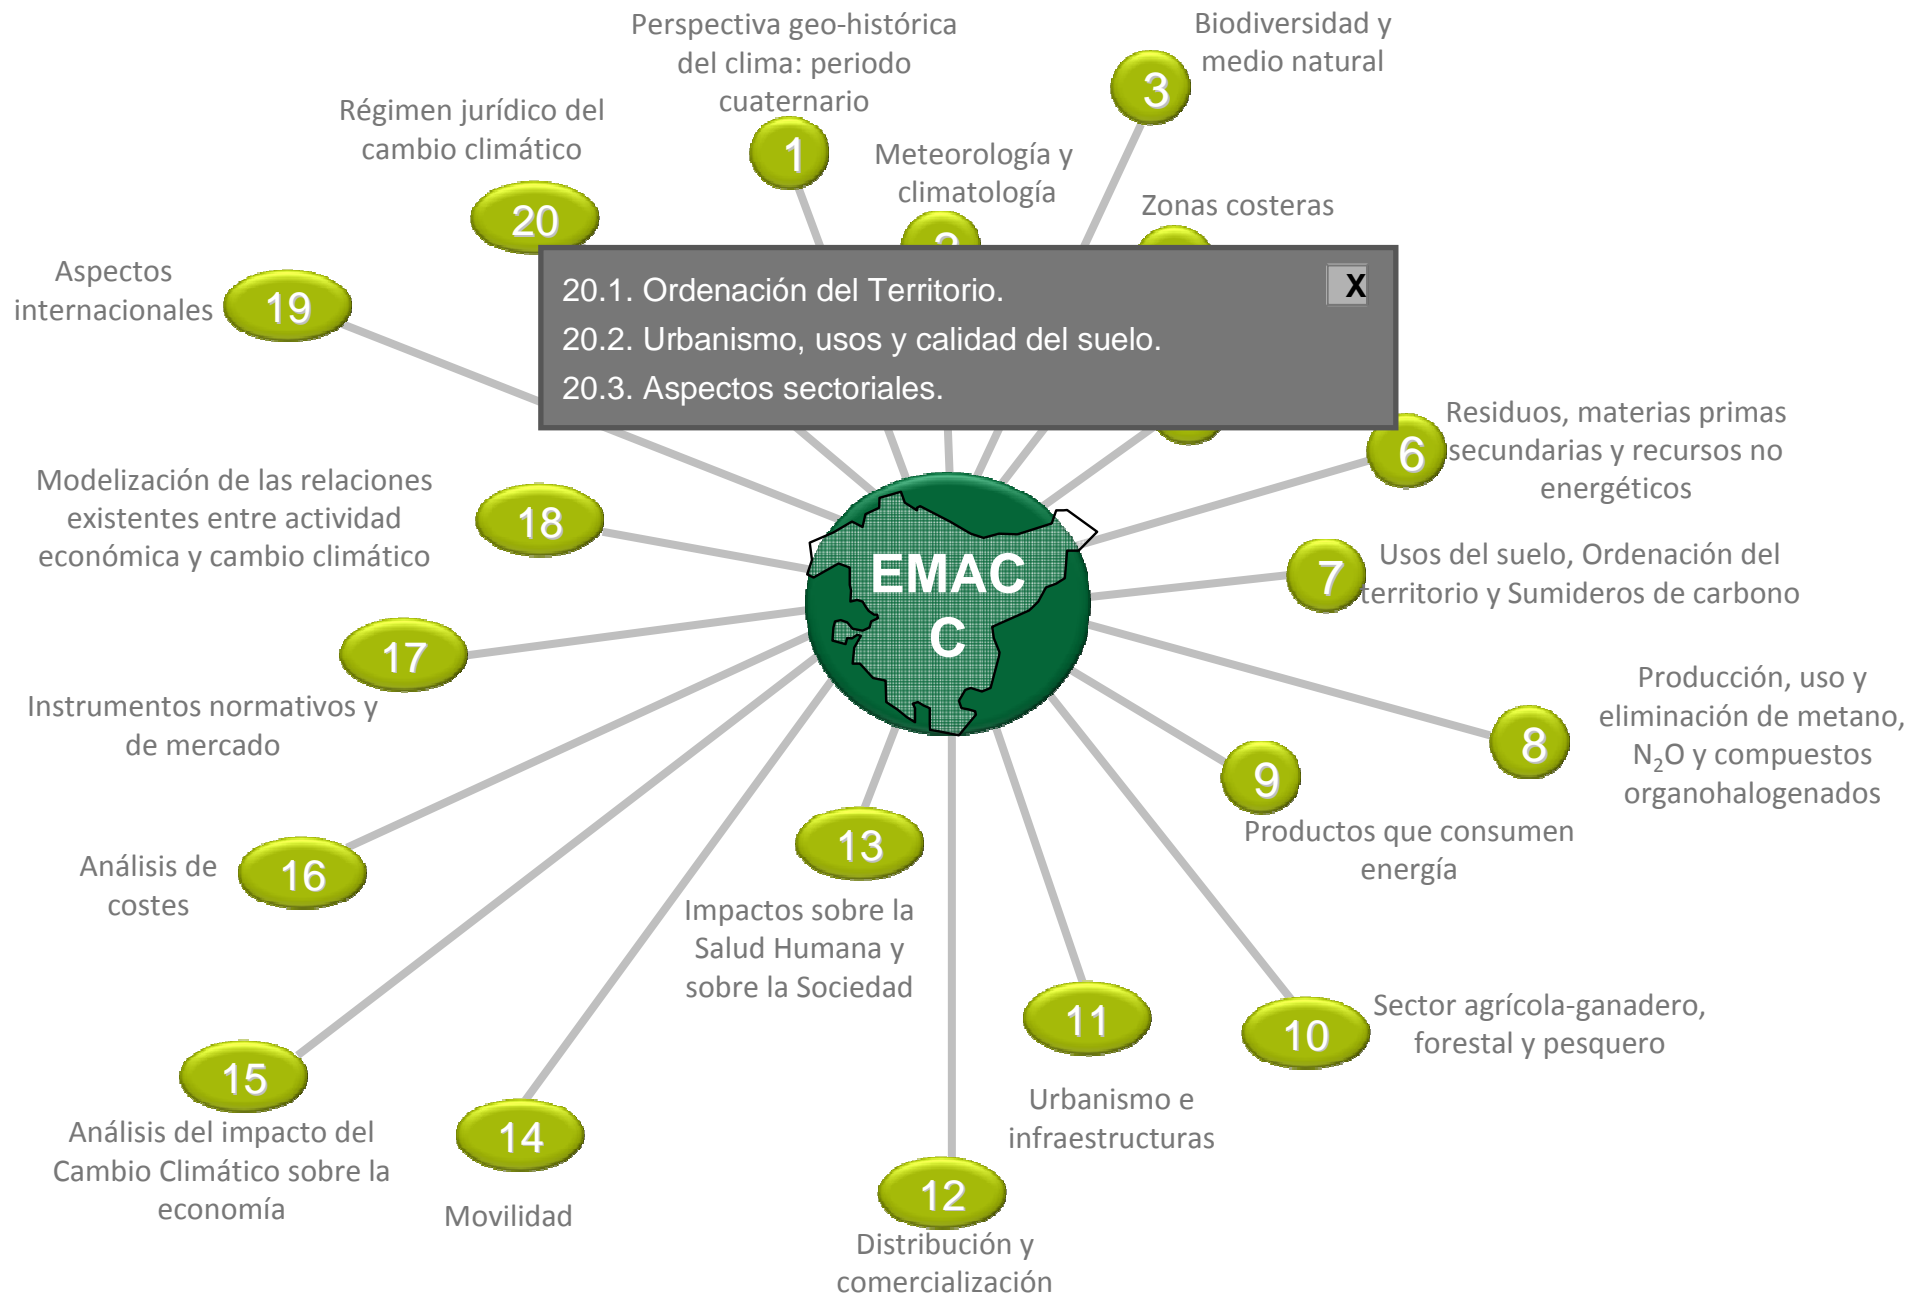 Perspectiva geo-histórica
del clima: periodo
cuaternario
1
Biodiversidad y
medio natural
3
Régimen jurídico del
cambio climático
20
Meteorología y
climatología
2
Zonas costeras
Aspectos
internacionales
19
20.1. Ordenación del Territorio.
20.2. Urbanismo, usos y calidad del suelo.
20.3. Aspectos sectoriales.
X
Residuos, materias primas
secundarias y recursos no
energéticos
6
Modelización de las relaciones
existentes entre actividad
económica y cambio climático
18
EMAC
C
7
Usos del suelo, Ordenación del
territorio y Sumideros de carbono
17
Instrumentos normativos y
de mercado
8
Producción, uso y
eliminación de metano,
N₂O y compuestos
organohalogenados
9
Productos que consumen
energía
13
Impactos sobre la
Salud Humana y
sobre la Sociedad
Análisis de
costes
16
11
Urbanismo e
infraestructuras
10
Sector agrícola-ganadero,
forestal y pesquero
15
Análisis del impacto del
Cambio Climático sobre la
economía
14
Movilidad
12
Distribución y
comercialización